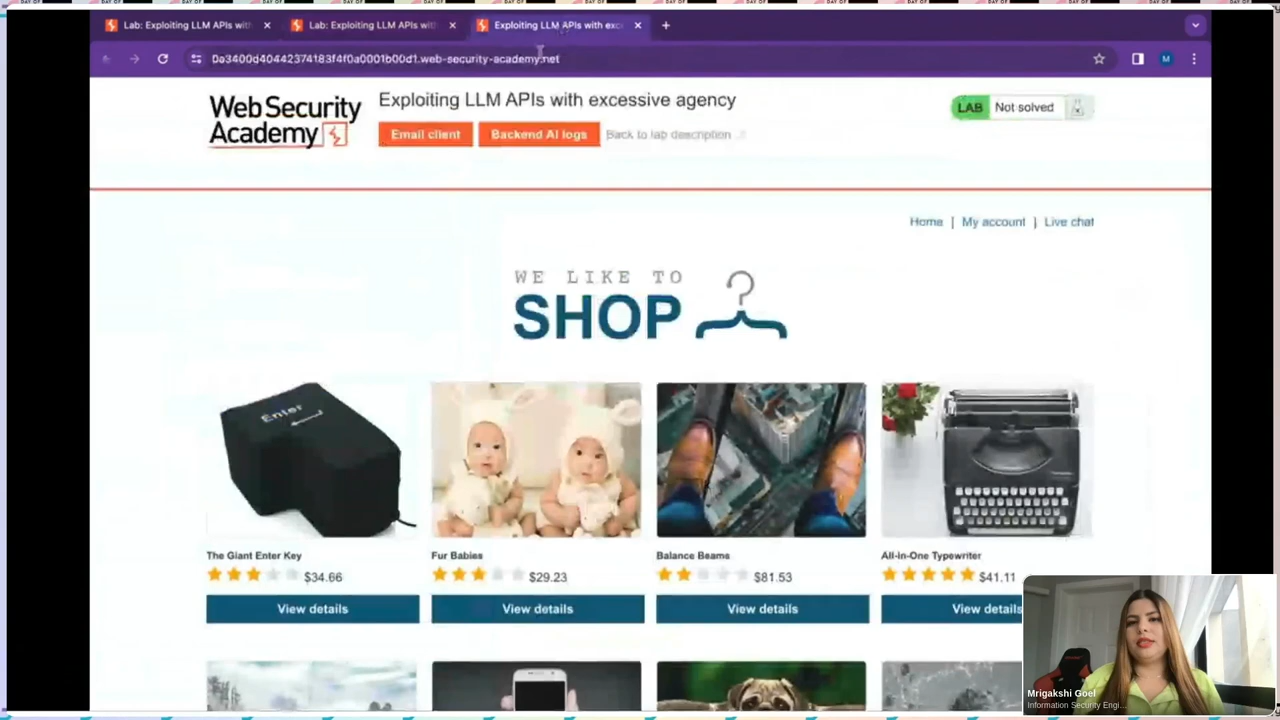 Lab: Exploiting LLM APIs with
Lab: Exploiting LLM APIs with
Exploiting LLM APIs with exc
0a3400d40442374183f4f0a0001b00d1.web-security-academy.net
M
Web Security
Academy
Exploiting LLM APIs with excessive agency
Email client
Backend AI logs
Back to lab description
LAB
Not solved
Home | My account | Live chat
WE LIKE TO
SHOP
Enter
The Giant Enter Key
$34.66
View details
Fur Babies
$29.23
View details
Balance Beams
$81.53
View details
All-in-One Typewriter
$41.11
View details
Mrigakshi Goel
Information Security Engi...